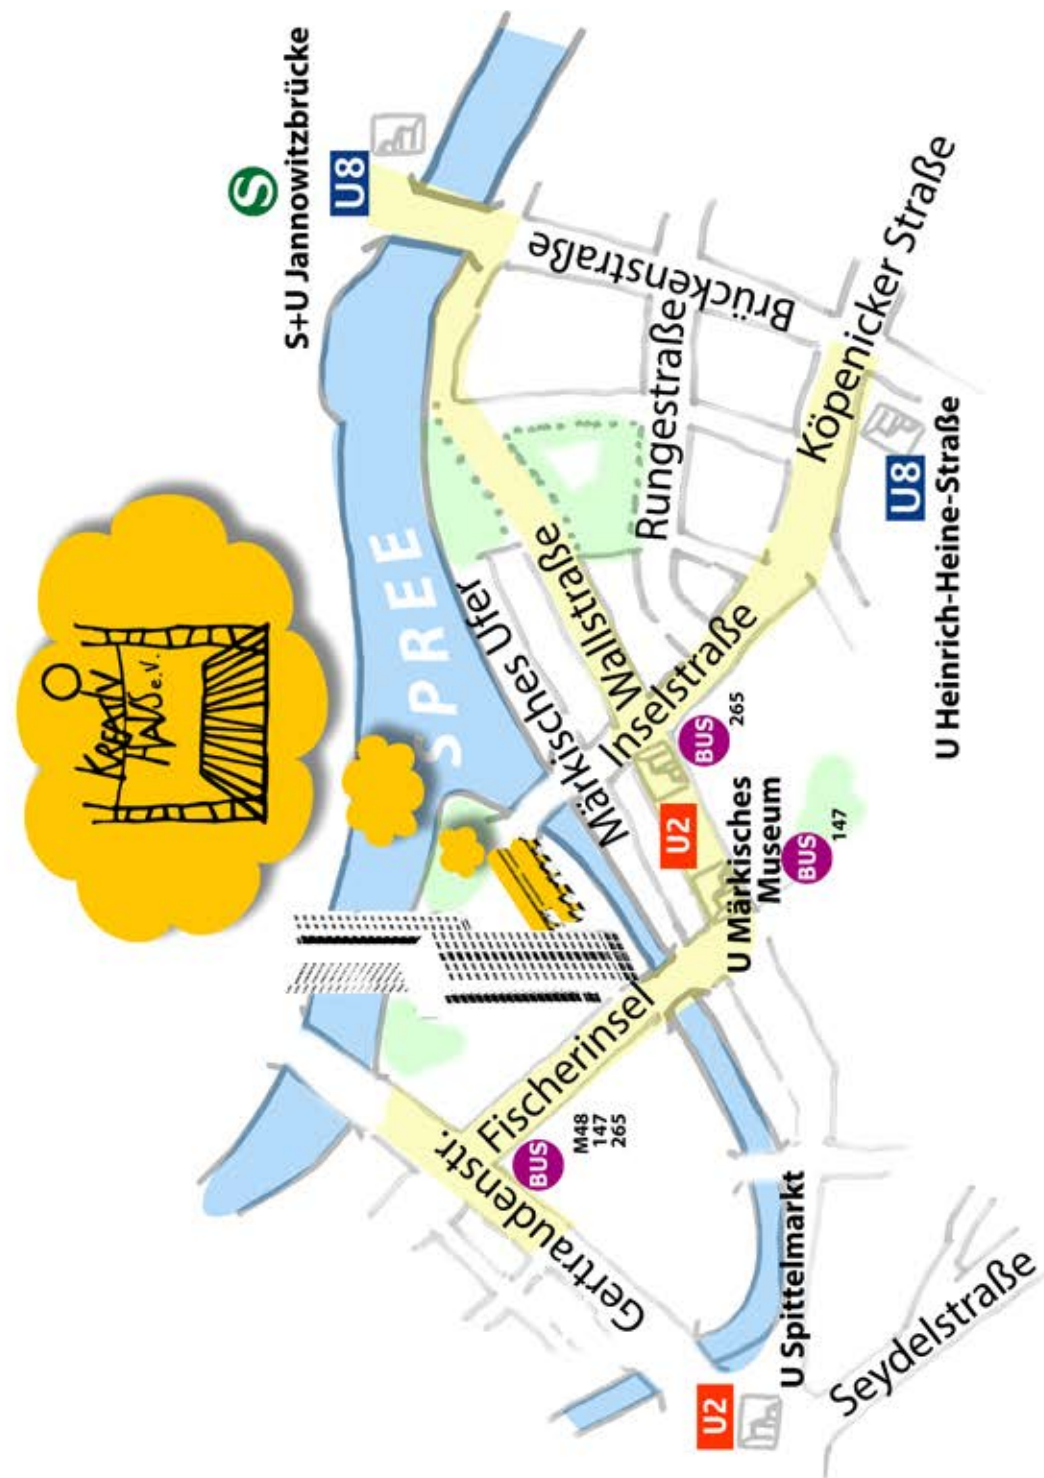 S+U Jannowitzbrücke
S
U8
KREATIV
HAUS e.V.
SPREE
Brückenstraße
Köpenicker Straße
Rungestraße
Märkisches Ufer
Wallstraße
Inselstraße
U8
U Heinrich-Heine-Straße
BUS
265
U2
U Märkisches
Museum
BUS
147
Fischerinsel
Gertraudenstr.
BUS
M48
147
265
U2
U Spittelmarkt
Seydelstraße